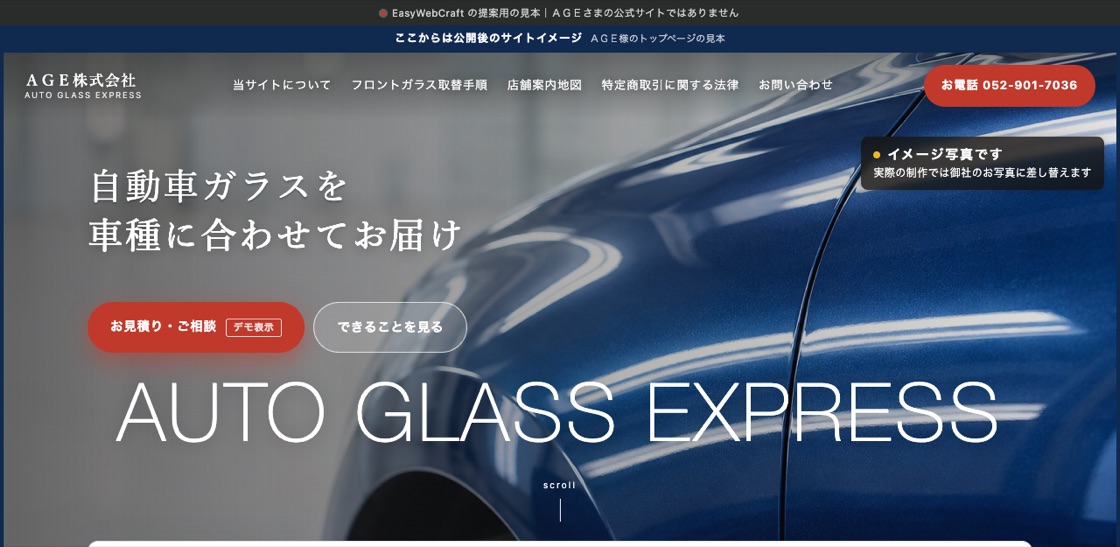 EasyWebCraft の提案用の見本｜ＡＧＥさまの公式サイトではありません
ここからは公開後のサイトイメージ ＡＧＥ様のトップページの見本
ＡＧＥ株式会社
AUTO GLASS EXPRESS
当サイトについて フロントガラス取替手順 店舗案内地図 特定商取引に関する法律 お問い合わせ
お電話 052-901-7036
イメージ写真です
実際の制作では御社のお写真に差し替えます
自動車ガラスを
車種に合わせてお届け
お見積り・ご相談 デモ表示 できることを見る
AUTO GLASS EXPRESS
scroll